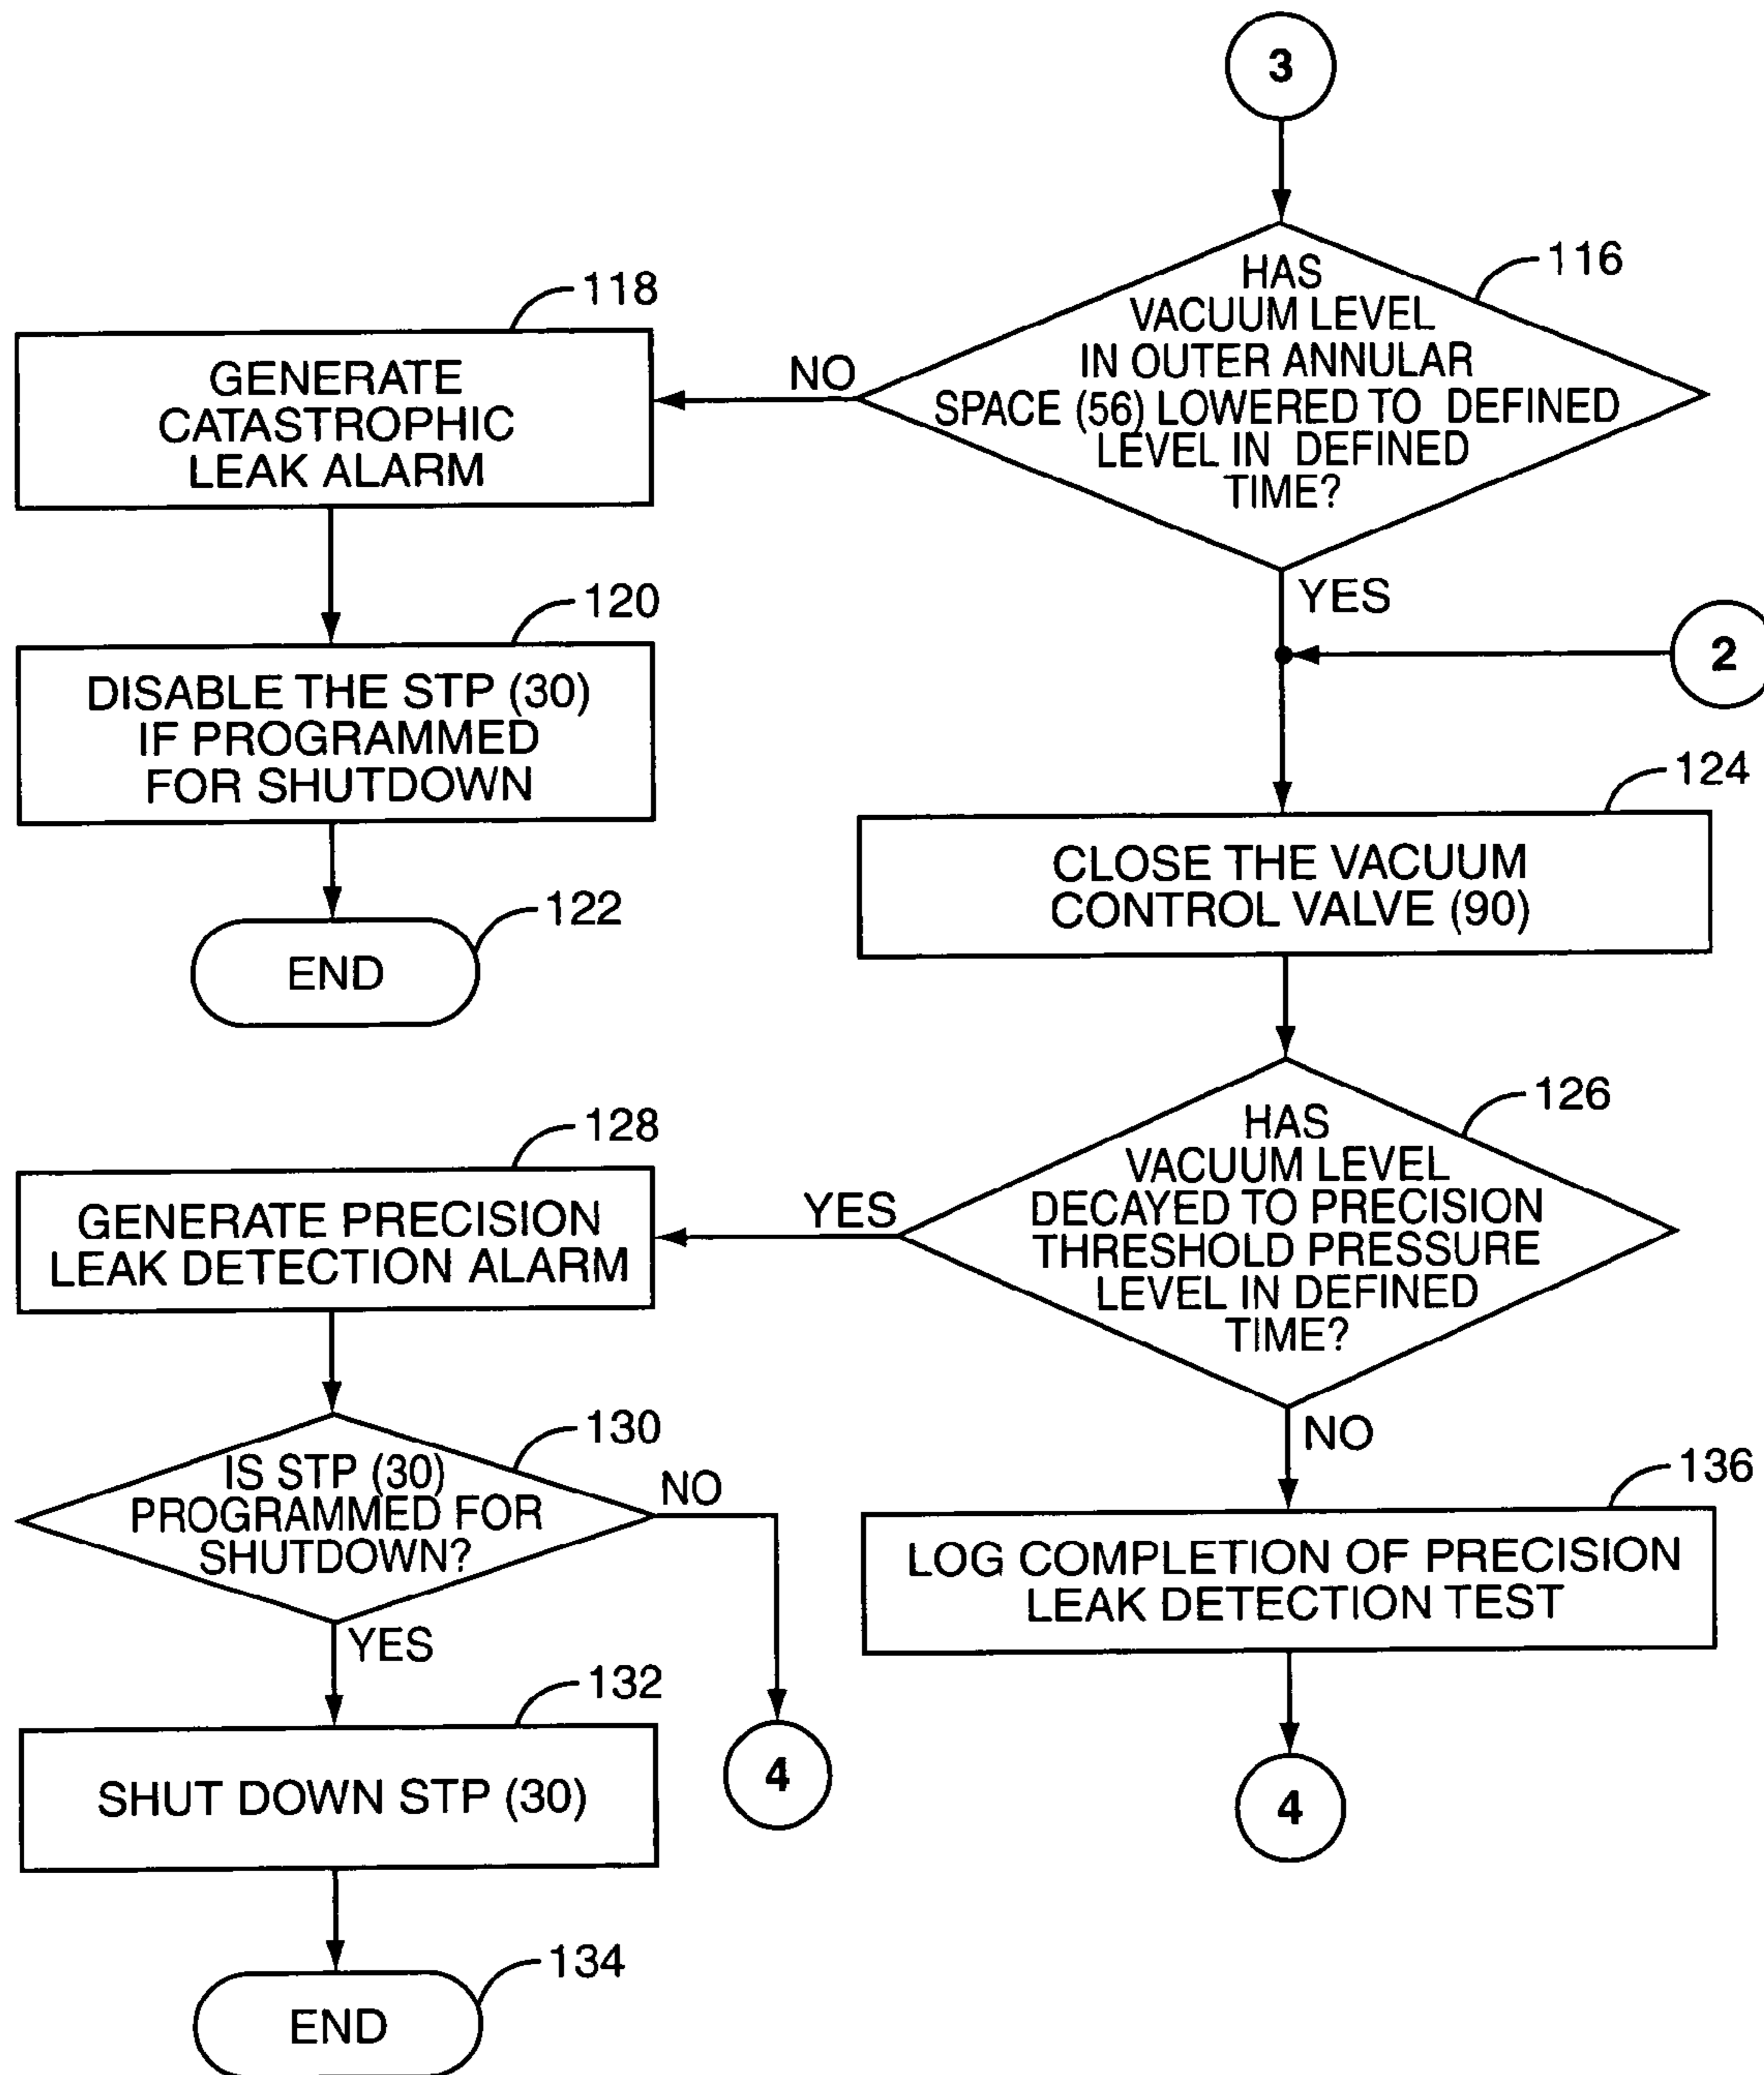 3
HAS
VACUUM LEVEL
IN OUTER ANNULAR
SPACE (56) LOWERED TO DEFINED
LEVEL IN DEFINED
TIME?
116
NO
118
GENERATE
CATASTROPHIC
LEAK ALARM
120
DISABLE THE STP (30)
IF PROGRAMMED
FOR SHUTDOWN
122
END
YES
2
124
CLOSE THE VACUUM
CONTROL VALVE (90)
126
HAS
VACUUM LEVEL
DECAYED TO PRECISION
THRESHOLD PRESSURE
LEVEL IN DEFINED
TIME?
YES
128
GENERATE PRECISION
LEAK DETECTION ALARM
130
IS STP (30)
PROGRAMMED FOR
SHUTDOWN?
NO
4
YES
132
SHUT DOWN STP (30)
134
END
NO
136
LOG COMPLETION OF PRECISION
LEAK DETECTION TEST
4